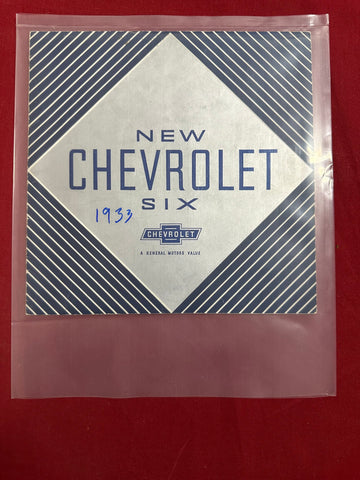 NEW
CHEVROLET
SIX
1933
CHEVROLET
A GENERAL MOTORS VALUE